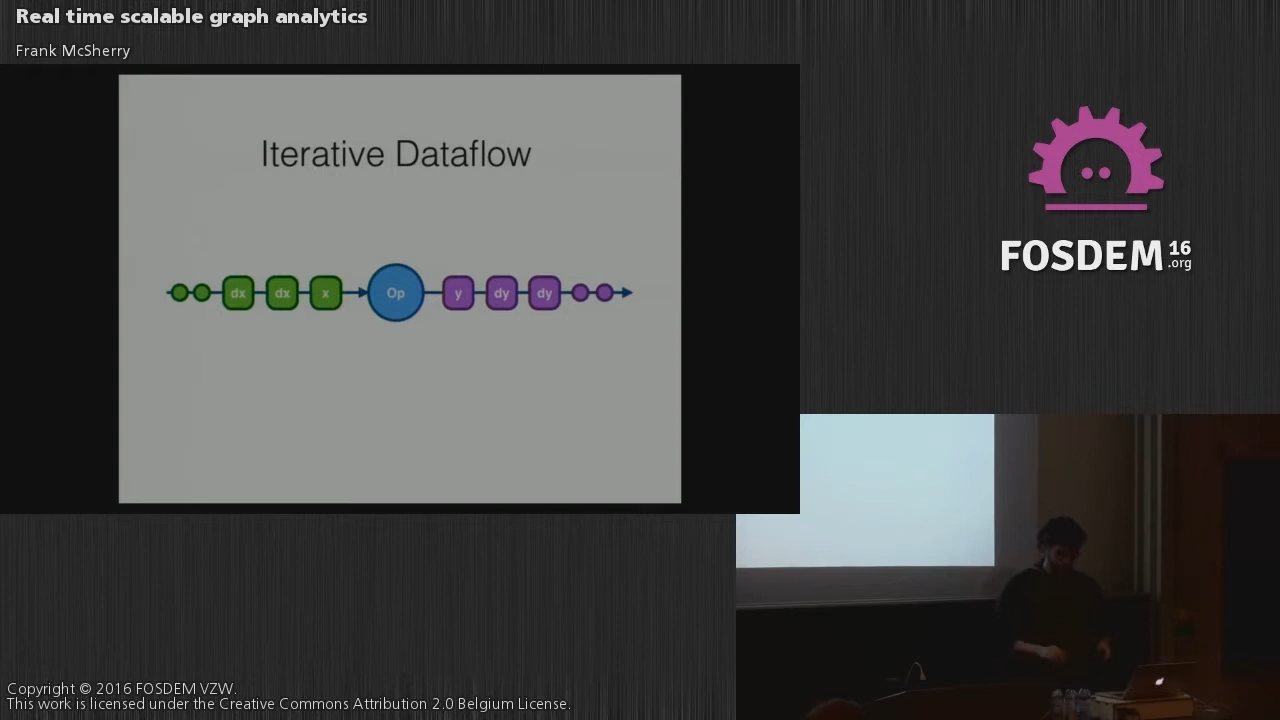 Real time scalable graph analytics
Frank McSherry
Iterative Dataflow
dx dx x Op y dy dy
FOSDEM 16 .org
Copyright © 2016 FOSDEM VZW.
This work is licensed under the Creative Commons Attribution 2.0 Belgium License.